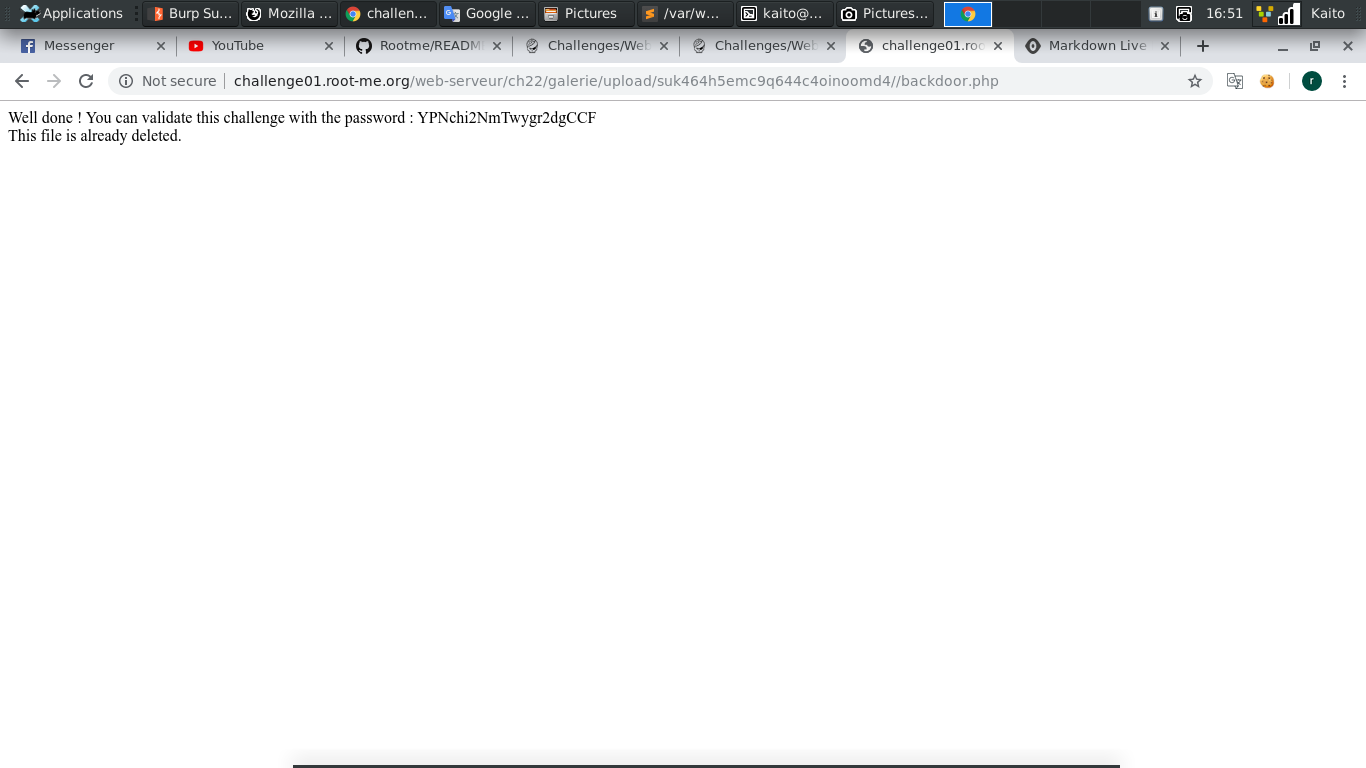 Applications Burp Su... Mozilla ... challen... Google ... Pictures /var/w... kaito@... Pictures... 16:51 Kaito
Messenger YouTube Rootme/READM Challenges/Web Challenges/Web challenge01.roo Markdown Live
Not secure challenge01.root-me.org/web-serveur/ch22/galerie/upload/suk464h5emc9q644c4oinoomd4//backdoor.php r
Well done ! You can validate this challenge with the password : YPNchi2NmTwygr2dgCCF
This file is already deleted.